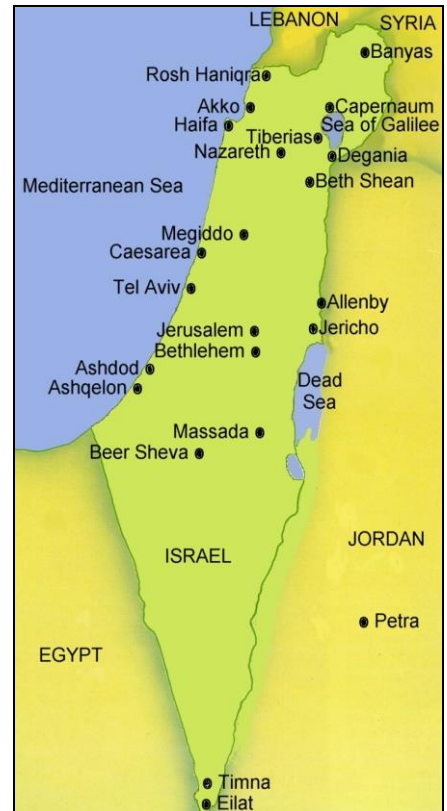 LEBANON
SYRIA
Banyas
Rosh Haniqra
Akko
Capernaum
Haifa
Sea of Galilee
Tiberias
Nazareth
Degania
Mediterranean Sea
Beth Shean
Megiddo
Caesarea
Tel Aviv
Allenby
Jerusalem
Jericho
Bethlehem
Ashdod
Dead
Sea
Ashqelon
Massada
Beer Sheva
JORDAN
ISRAEL
Petra
EGYPT
Timna
Eilat